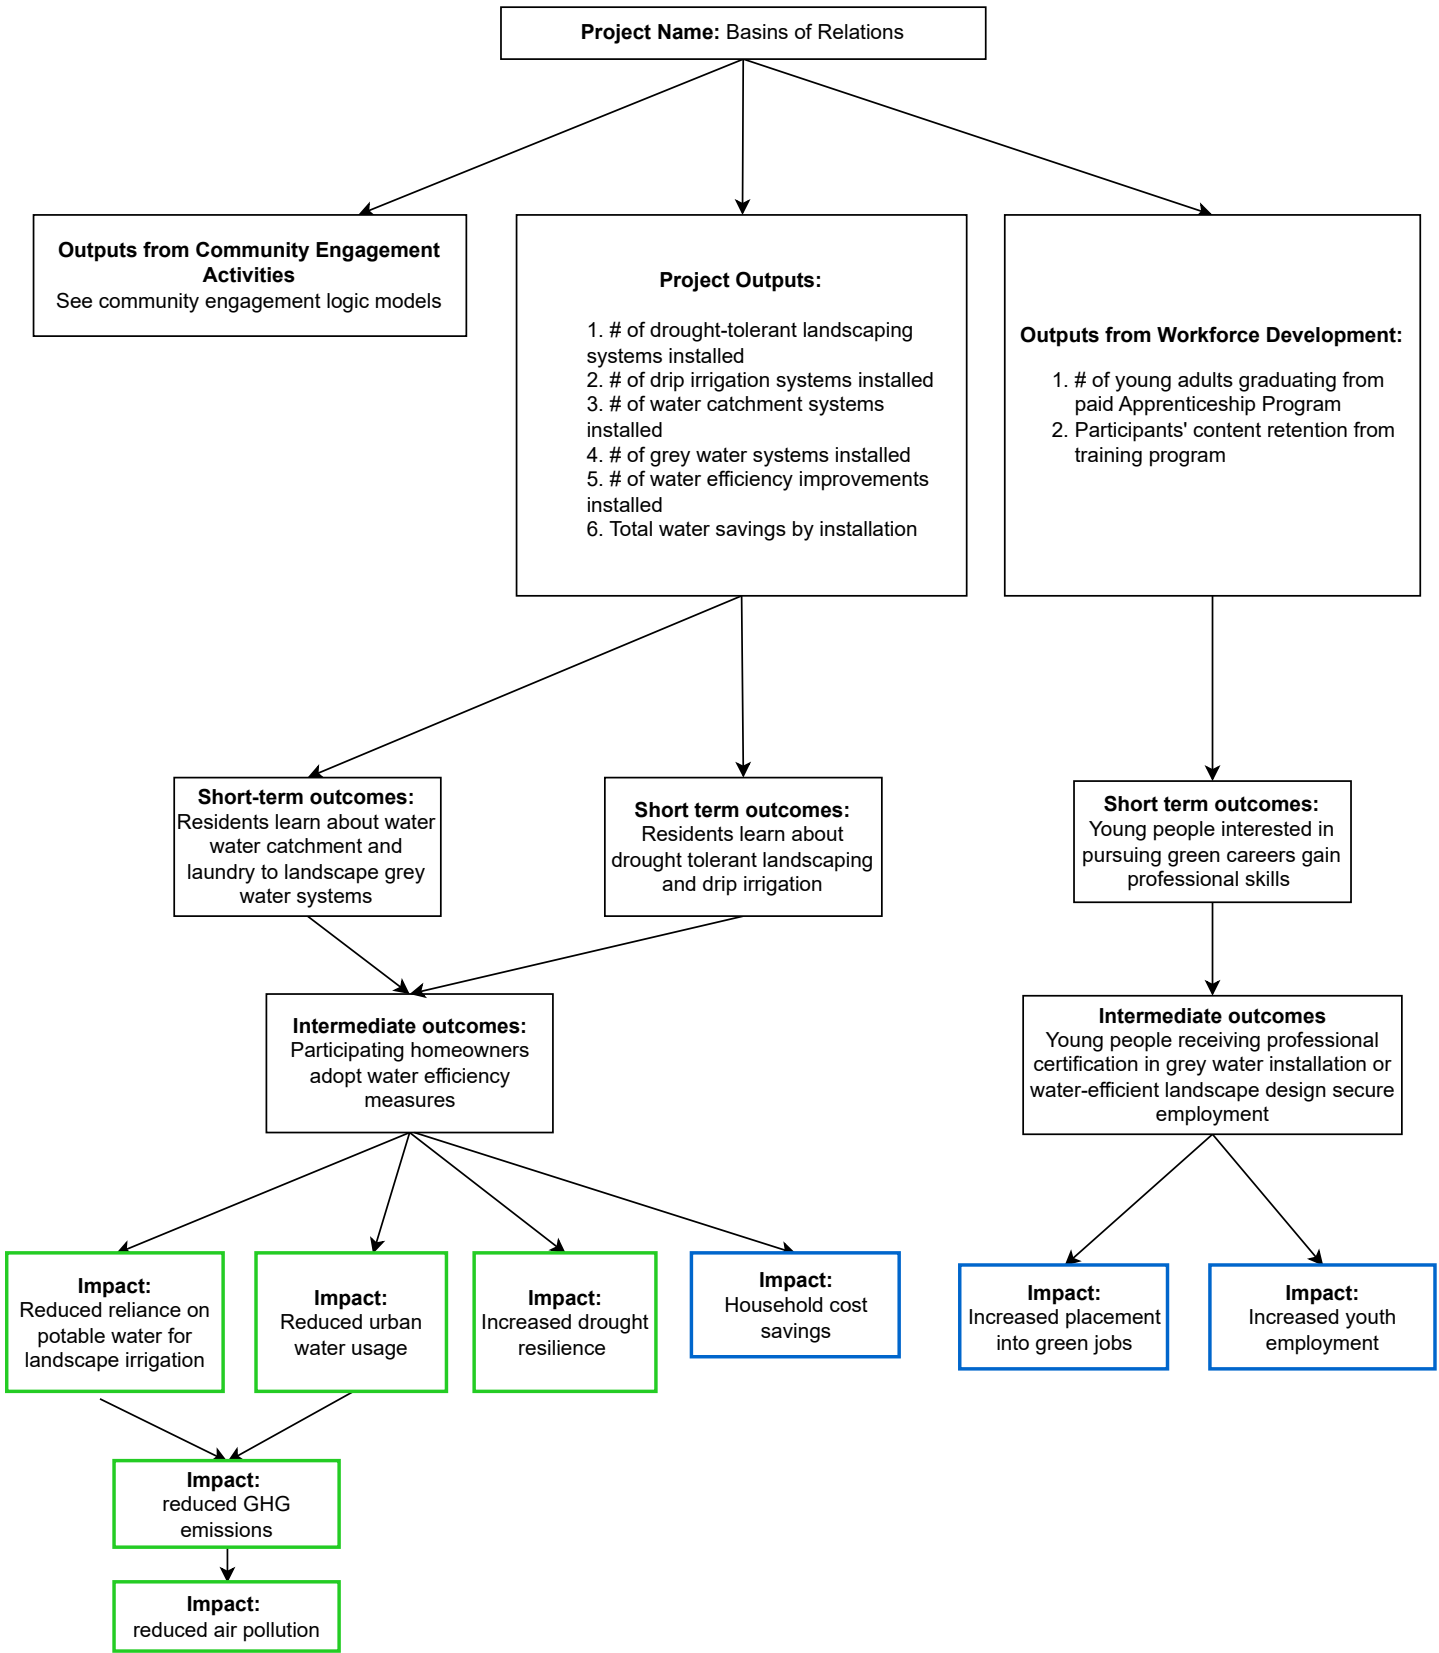 Project Name: Basins of Relations
Outputs from Community Engagement
Activities
See community engagement logic models
Project Outputs:
1. # of drought-tolerant landscaping
systems installed
2. # of drip irrigation systems installed
3. # of water catchment systems
installed
4. # of grey water systems installed
5. # of water efficiency improvements
installed
6. Total water savings by installation
Outputs from Workforce Development:
1. # of young adults graduating from
paid Apprenticeship Program
2. Participants' content retention from
training program
Short-term outcomes:
Residents learn about water
water catchment and
laundry to landscape grey
water systems
Short term outcomes:
Residents learn about
drought tolerant landscaping
and drip irrigation
Short term outcomes:
Young people interested in
pursuing green careers gain
professional skills
Intermediate outcomes:
Participating homeowners
adopt water efficiency
measures
Intermediate outcomes
Young people receiving professional
certification in grey water installation or
water-efficient landscape design secure
employment
Impact:
Reduced reliance on
potable water for
landscape irrigation
Impact:
Reduced urban
water usage
Impact:
Increased drought
resilience
Impact:
Household cost
savings
Impact:
Increased placement
into green jobs
Impact:
Increased youth
employment
Impact:
reduced GHG
emissions
Impact:
reduced air pollution